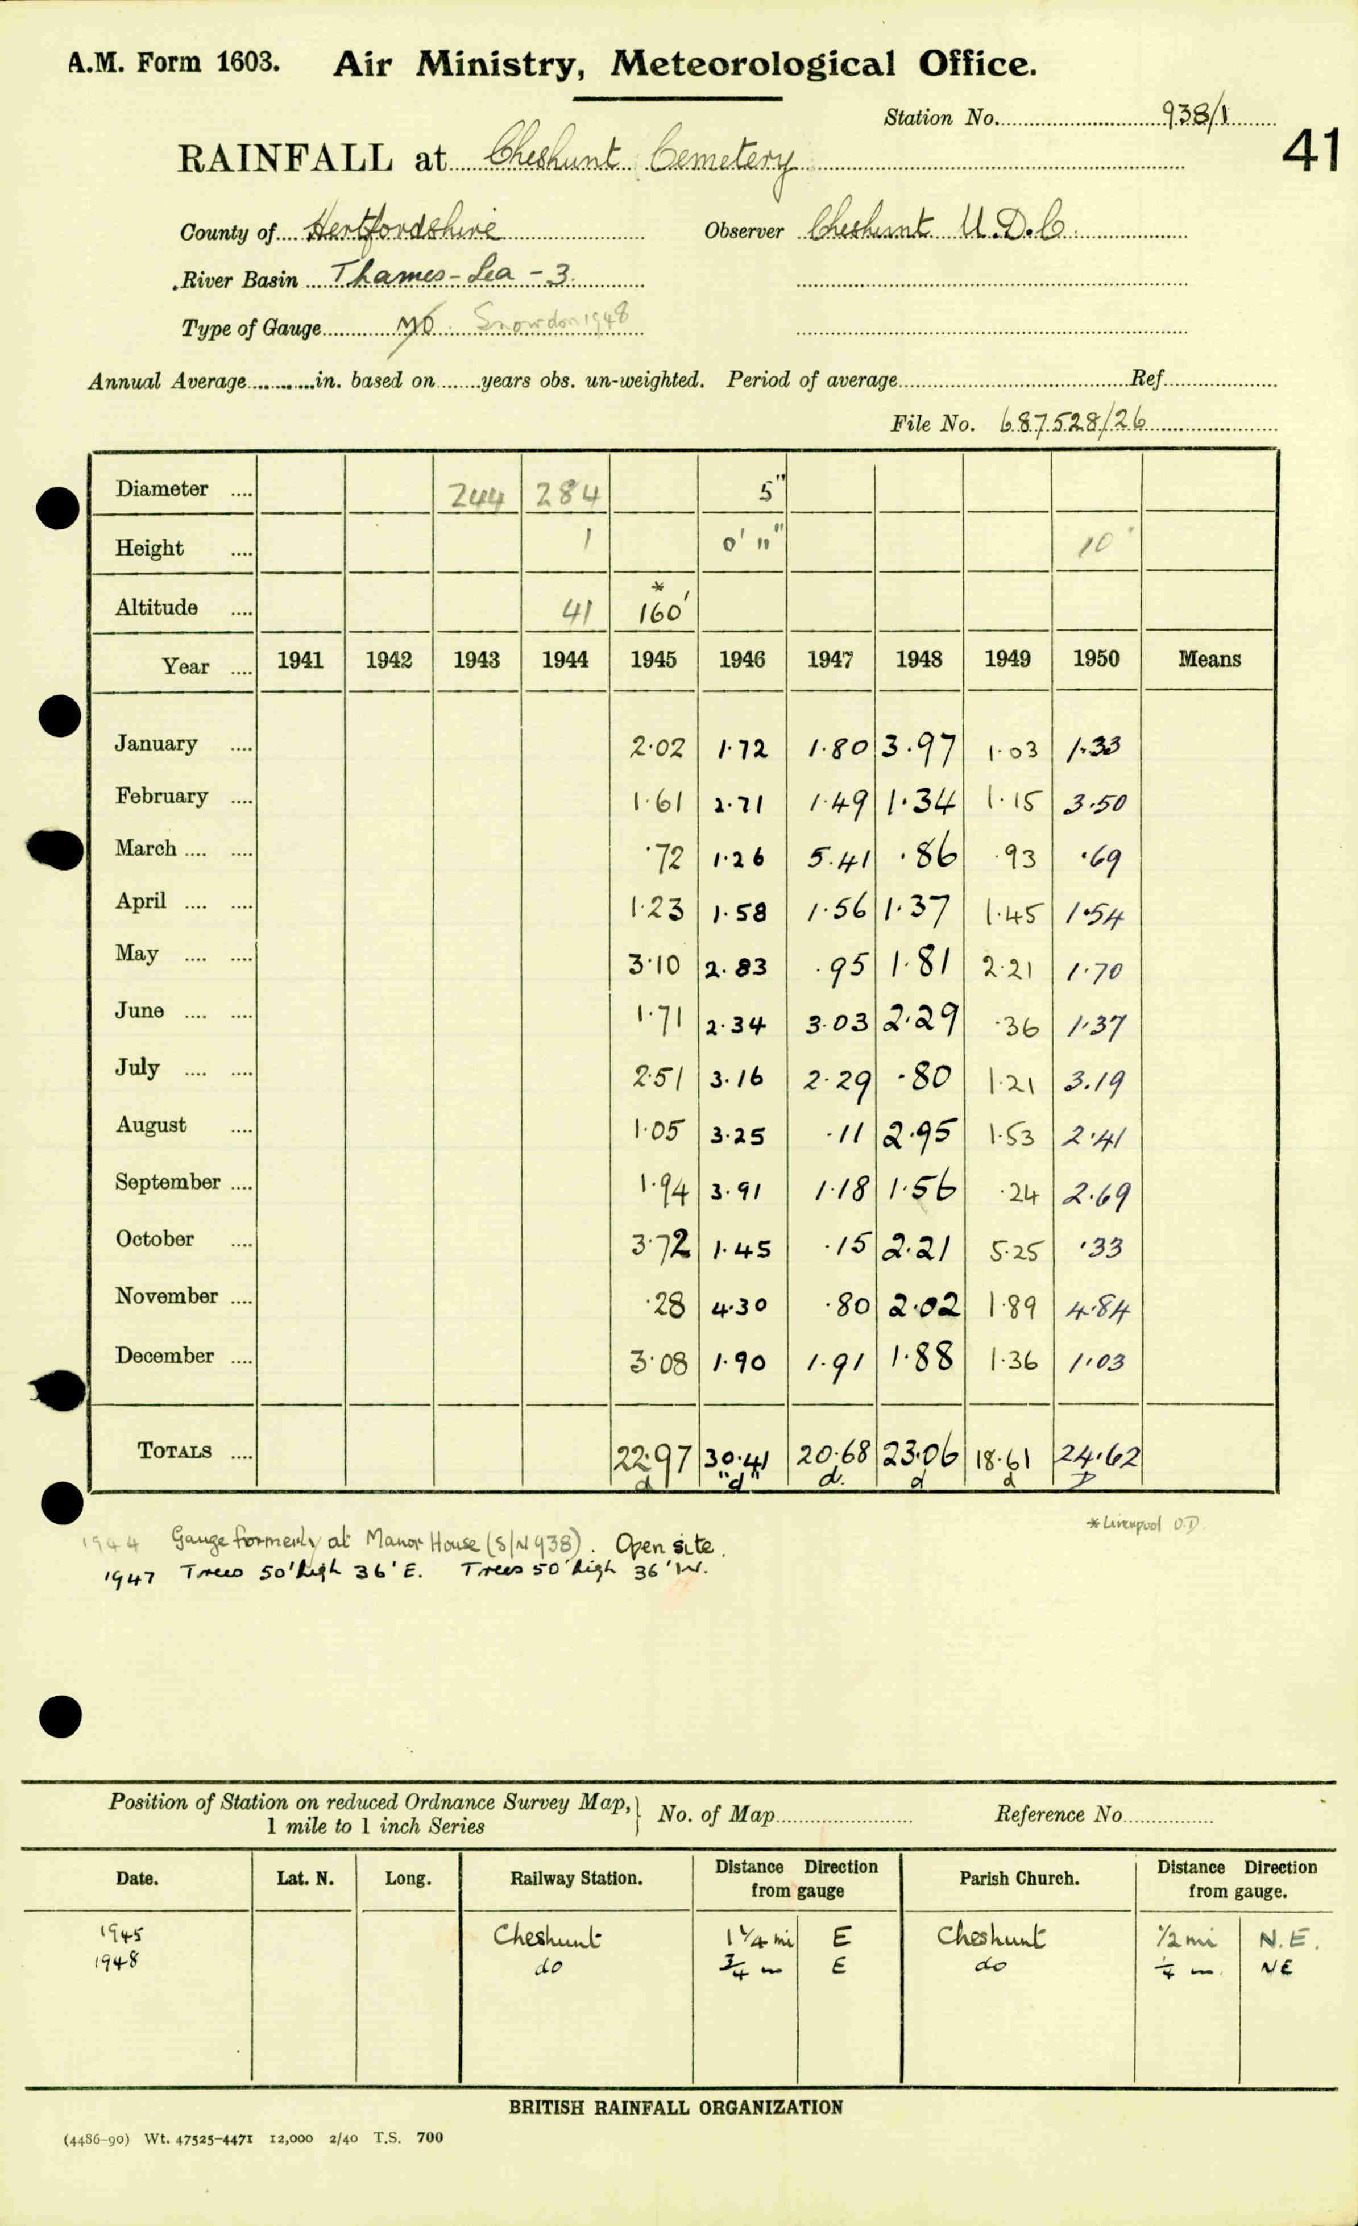 A.M. Form 1603. Air Ministry, Meteorological Office.
Station No. 938/1
41
RAINFALL at Cheshunt Cemetery
County of Hertfordshire Observer Cheshunt U.D.C.
River Basin Thames-Lea-3
Type of Gauge MO Snowdon 1948
Annual Average in. based on years obs. un-weighted. Period of average Ref.
File No. 687528/26
Diameter .... 244 284 5"
Height .... 1 0' 11" 10"
Altitude .... 41 160' *
Year .... 1941 1942 1943 1944 1945 1946 1947 1948 1949 1950 Means
January .... 2·02 1·72 1·80 3·97 1·03 1·33
February .... 1·61 2·71 1·49 1·34 1·15 3·50
March .... .... ·72 1·26 5·41 ·86 ·93 ·69
April .... .... 1·23 1·58 1·56 1·37 1·45 1·54
May .... .... 3·10 2·83 ·95 1·81 2·21 1·70
June .... .... 1·71 2·34 3·03 2·29 ·36 1·37
July .... .... 2·51 3·16 2·29 ·80 1·21 3·19
August .... 1·05 3·25 ·11 2·95 1·53 2·41
September .... 1·94 3·91 1·18 1·56 ·24 2·69
October .... 3·72 1·45 ·15 2·21 5·25 ·33
November .... ·28 4·30 ·80 2·02 1·89 4·84
December .... 3·08 1·90 1·91 1·88 1·36 1·03
TOTALS .... 22·97 30·41 20·68 23·06 18·61 24·62
d "d" d. d d D
* Liverpool O.D.
1944 Gauge formerly at Manor House (S/N 938). Open site.
1947 Trees 50' high 36' E. Trees 50' high 36' W.
Position of Station on reduced Ordnance Survey Map, 1 mile to 1 inch Series No. of Map Reference No.
Date. Lat. N. Long. Railway Station. Distance Direction from gauge Parish Church. Distance Direction from gauge.
1945 Cheshunt 1 1/4 mi E Cheshunt 1/2 mi N.E.
1948 do 3/4 m E do 1/4 m. NE
BRITISH RAINFALL ORGANIZATION
(4486-90) Wt. 47525-4471 12,000 2/40 T.S. 700